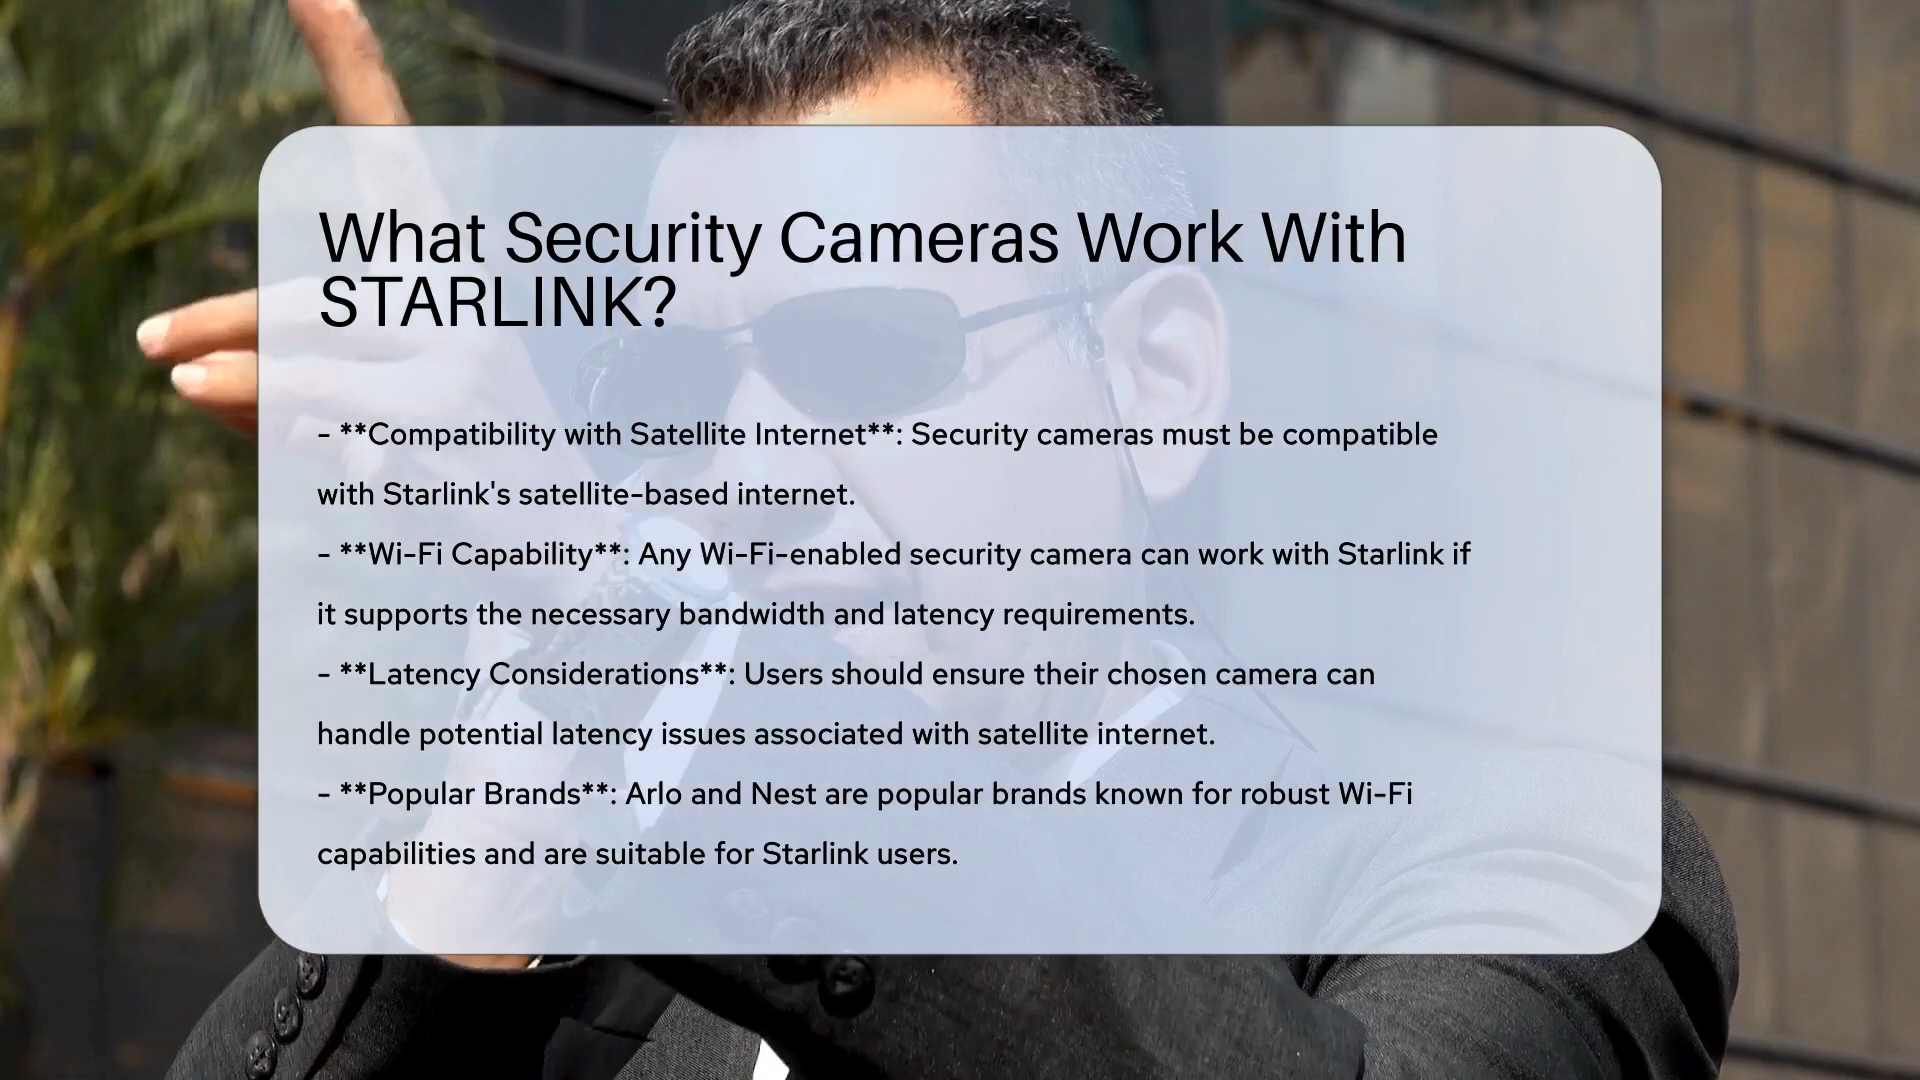 What Security Cameras Work With
STARLINK?
- **Compatibility with Satellite Internet**: Security cameras must be compatible
with Starlink's satellite-based internet.
- **Wi-Fi Capability**: Any Wi-Fi-enabled security camera can work with Starlink if
it supports the necessary bandwidth and latency requirements.
- **Latency Considerations**: Users should ensure their chosen camera can
handle potential latency issues associated with satellite internet.
- **Popular Brands**: Arlo and Nest are popular brands known for robust Wi-Fi
capabilities and are suitable for Starlink users.